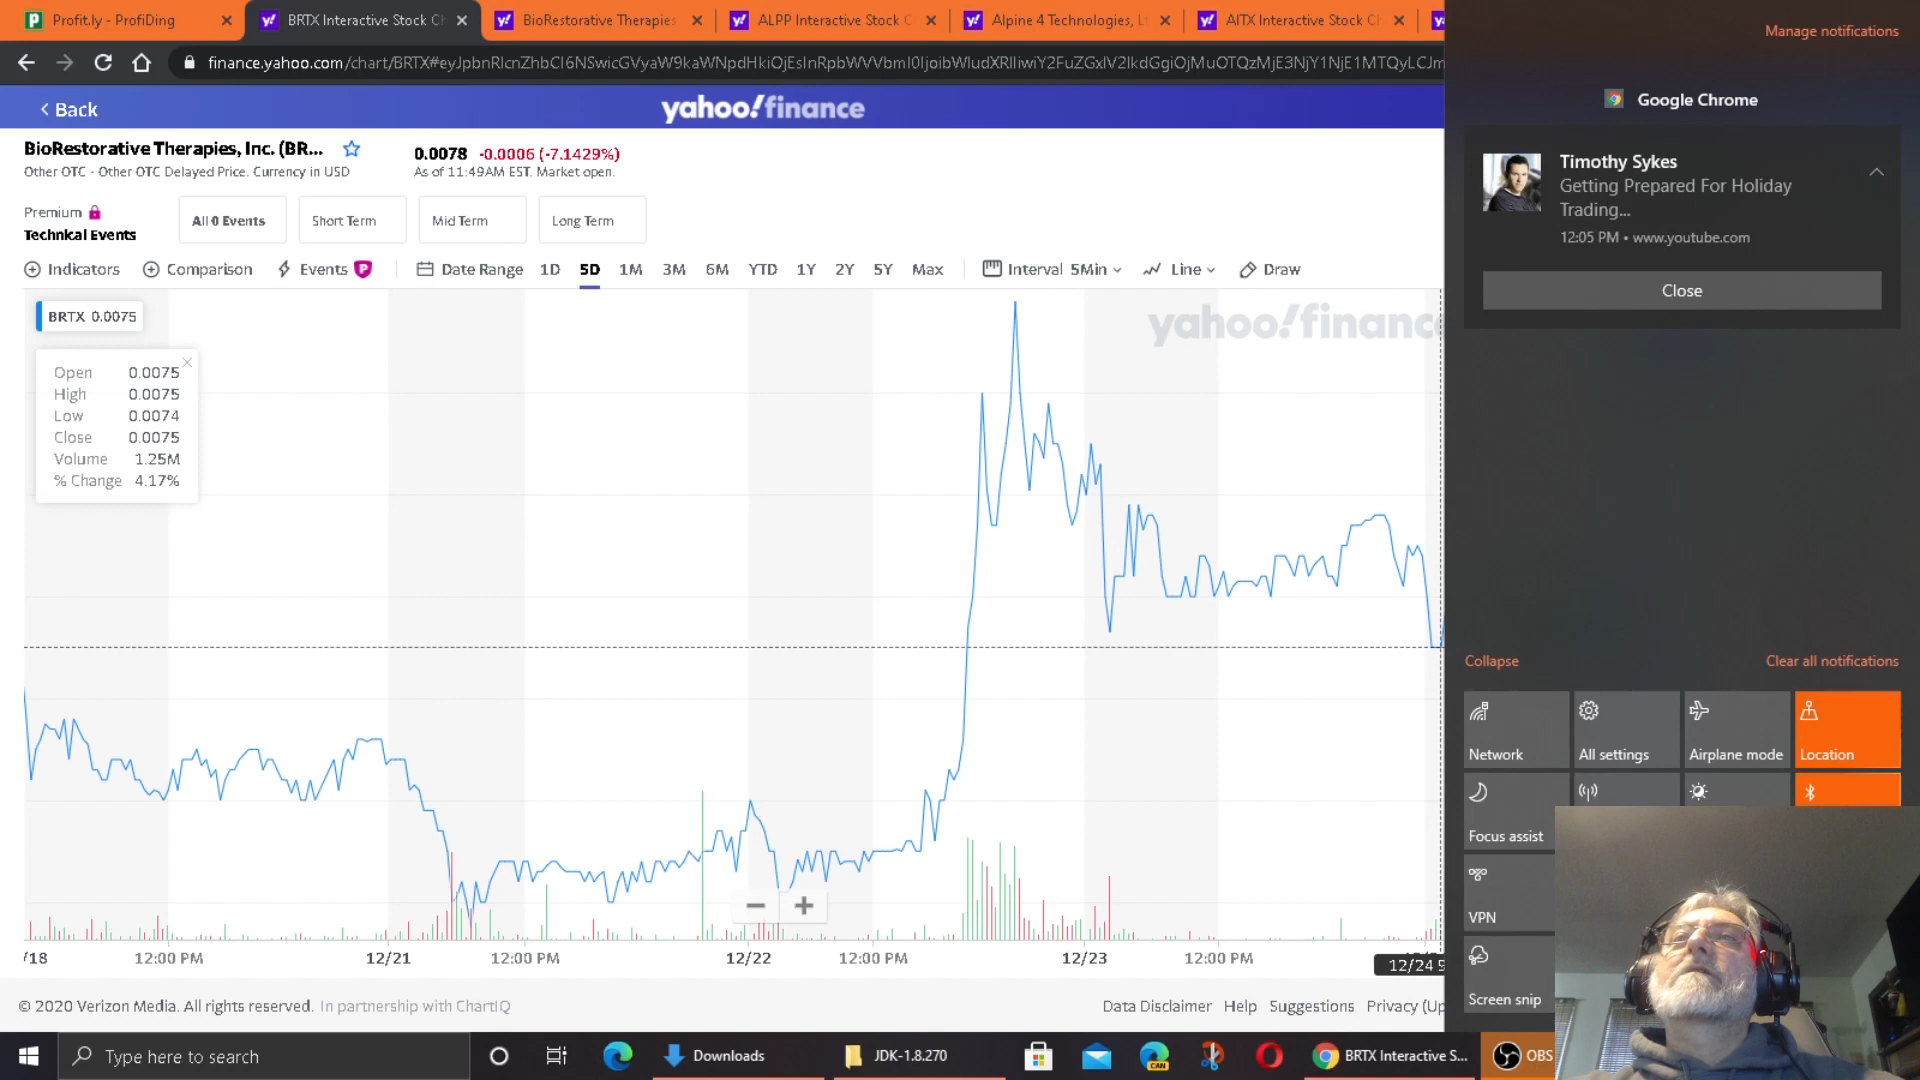 Profit.ly - ProfiDing
BRTX Interactive Stock Ch
BioRestorative Therapies
ALPP Interactive Stock C
Alpine 4 Technologies, Lt
AITX Interactive Stock Ch
Manage notifications
Google Chrome
Timothy Sykes
Getting Prepared For Holiday
Trading...
12:05 PM • www.youtube.com
Close
< Back
yahoo!finance
BioRestorative Therapies, Inc. (BR...
0.0078 -0.0006 (-7.1429%)
Other OTC - Other OTC Delayed Price. Currency in USD
As of 11:49AM EST. Market open.
Premium
Technical Events
All 0 Events
Short Term
Mid Term
Long Term
Indicators
Comparison
Events
P
Date Range
1D
5D
1M
3M
6M
YTD
1Y
2Y
5Y
Max
Interval 5Min
Line
Draw
BRTX 0.0075
yahoo!financ
Open 0.0075
High 0.0075
Low 0.0074
Close 0.0075
Volume 1.25M
% Change 4.17%
/18
12:00 PM
12/21
12:00 PM
12/22
12:00 PM
12/23
12:00 PM
12/24 9
© 2020 Verizon Media. All rights reserved. In partnership with ChartIQ
Data Disclaimer
Help
Suggestions
Privacy (Up
Collapse
Clear all notifications
Network
All settings
Airplane mode
Location
Focus assist
VPN
Screen snip
Type here to search
Downloads
JDK-1.8.270
CAN
BRTX Interactive S...
OBS